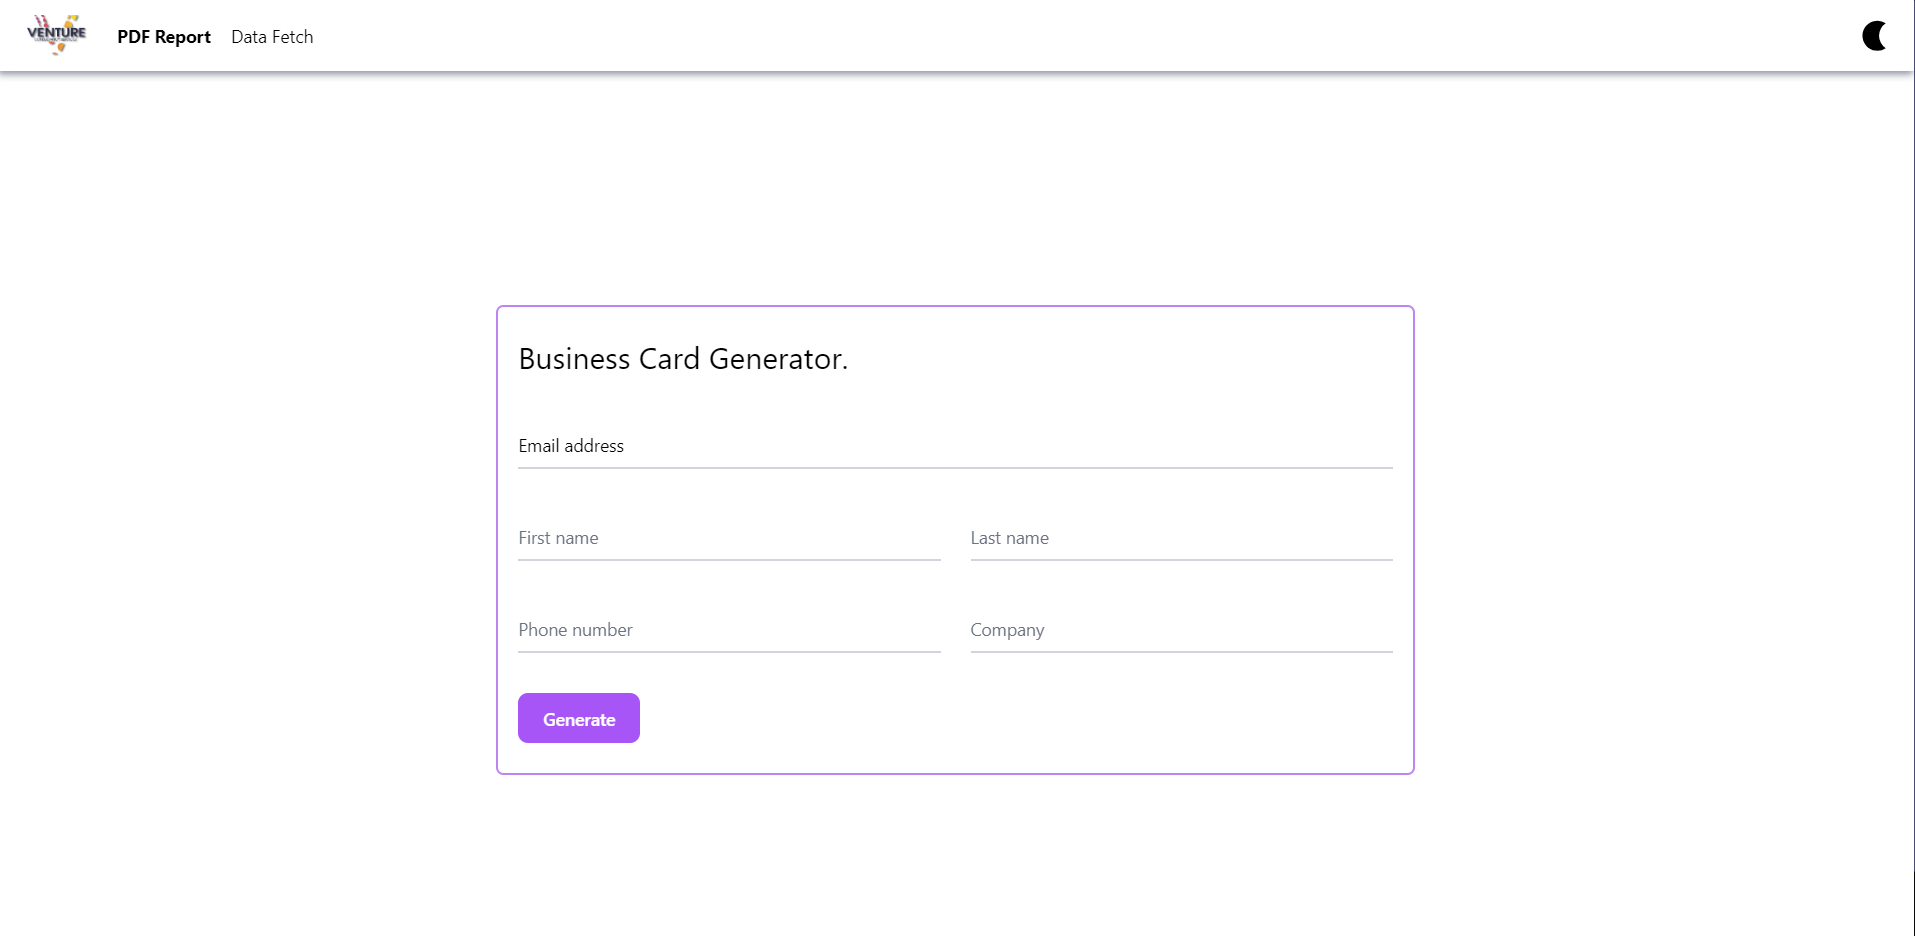 VENTURE
PDF Report
Data Fetch
Business Card Generator.
Email address
First name
Last name
Phone number
Company
Generate